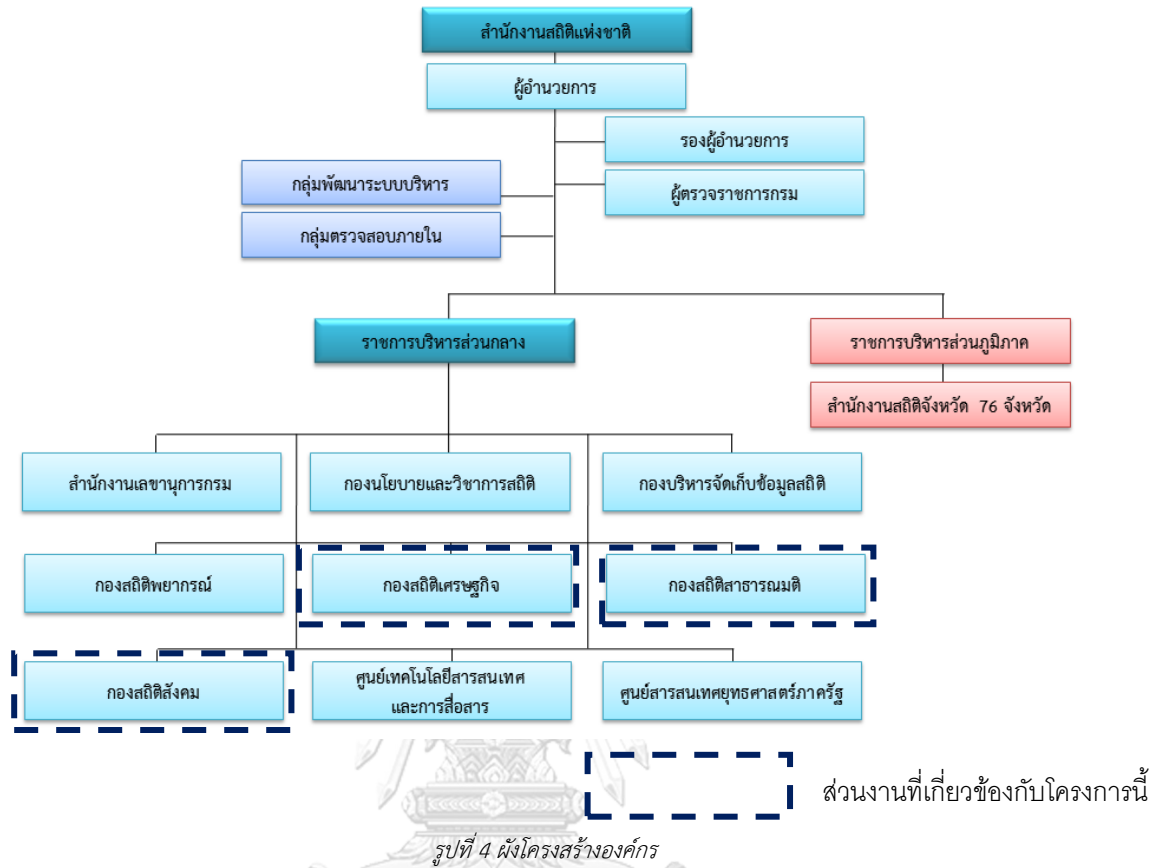 สำนักงานสถิติแห่งชาติ
ผู้อำนวยการ
รองผู้อำนวยการ
กลุ่มพัฒนาระบบบริหาร
ผู้ตรวจราชการกรม
กลุ่มตรวจสอบภายใน
ราชการบริหารส่วนกลาง
ราชการบริหารส่วนภูมิภาค
สำนักงานสถิติจังหวัด 76 จังหวัด
สำนักงานเลขานุการกรม
กองนโยบายและวิชาการสถิติ
กองบริหารจัดเก็บข้อมูลสถิติ
กองสถิติพยากรณ์
กองสถิติเศรษฐกิจ
กองสถิติสาธารณมติ
กองสถิติสังคม
ศูนย์เทคโนโลยีสารสนเทศ
และการสื่อสาร
ศูนย์สารสนเทศยุทธศาสตร์ภาครัฐ
ส่วนงานที่เกี่ยวข้องกับโครงการนี้
รูปที่ 4 ผังโครงสร้างองค์กร